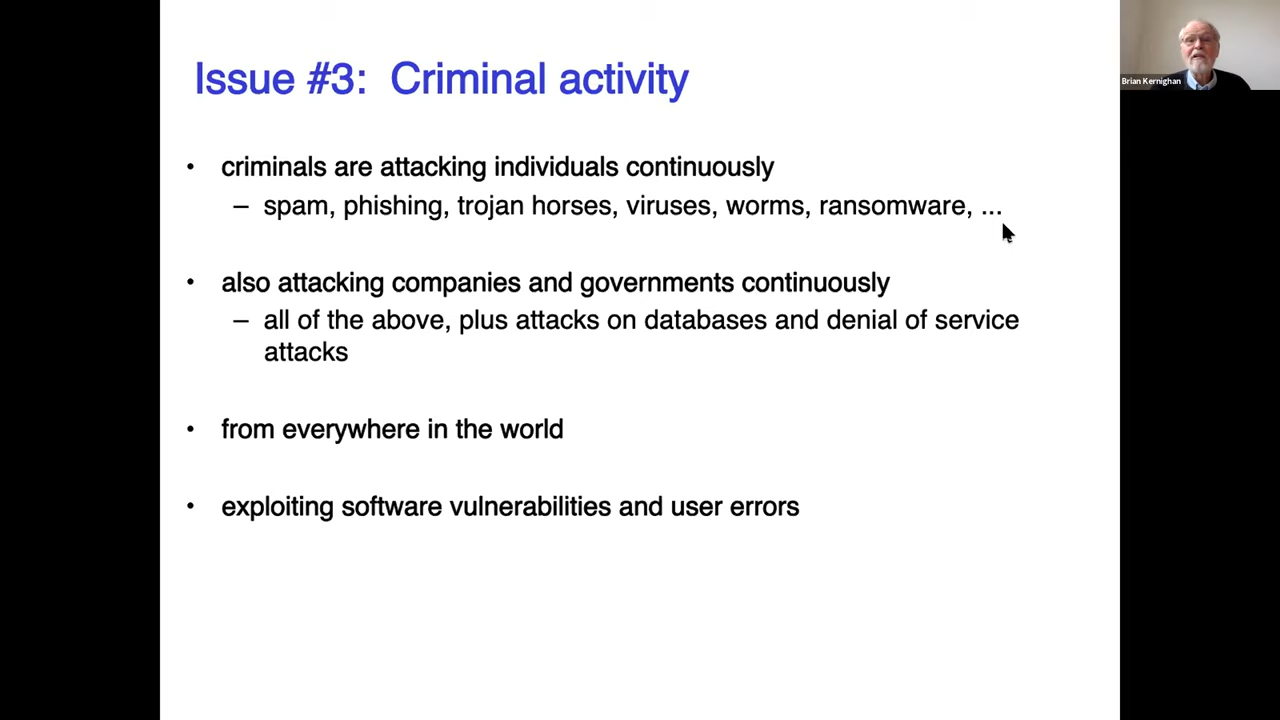 Issue #3: Criminal activity
Brian Kernighan
• criminals are attacking individuals continuously
– spam, phishing, trojan horses, viruses, worms, ransomware, ...
• also attacking companies and governments continuously
– all of the above, plus attacks on databases and denial of service
attacks
• from everywhere in the world
• exploiting software vulnerabilities and user errors